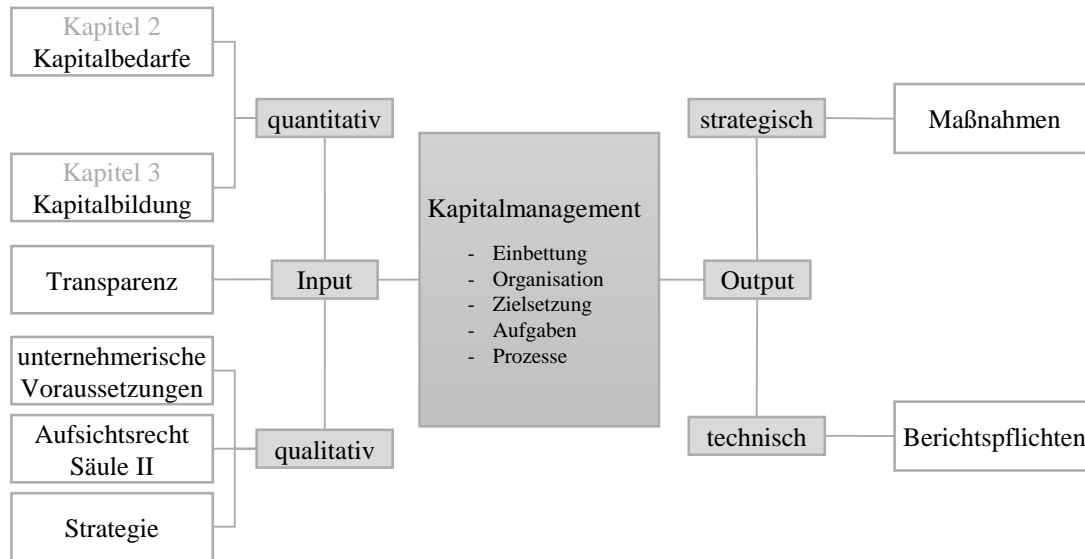 Kapitel 2
Kapitalbedarfe
quantitativ
Kapitel 3
Kapitalbildung
Transparenz
Input
unternehmerische
Voraussetzungen
Aufsichtsrecht
Säule II
qualitativ
Strategie
Kapitalmanagement
- Einbettung
- Organisation
- Zielsetzung
- Aufgaben
- Prozesse
strategisch
Maßnahmen
Output
technisch
Berichtspflichten